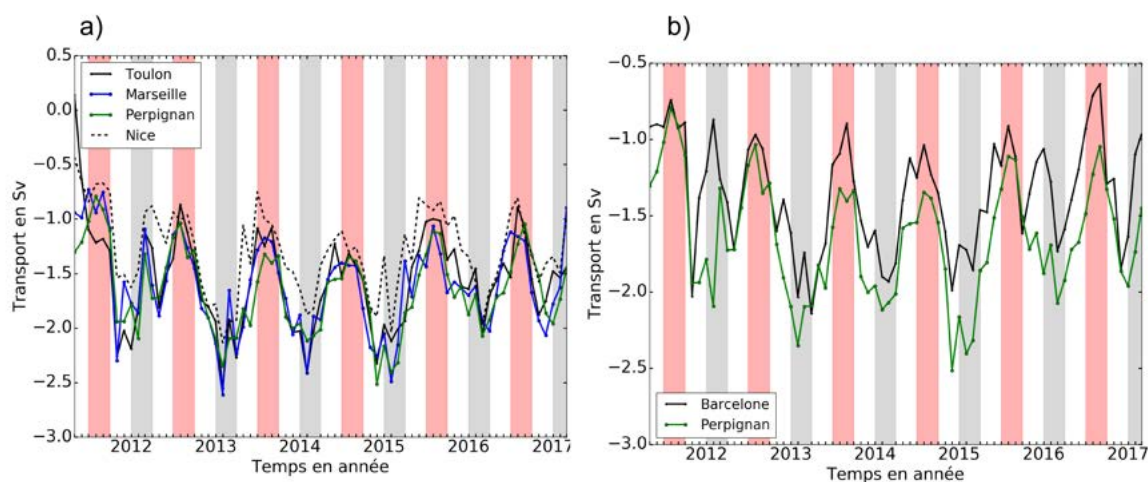 a)
0.5
0.0
−0.5
−1.0
−1.5
−2.0
−2.5
−3.0
Transport en Sv
Toulon
Marseille
Perpignan
Nice
2012 2013 2014 2015 2016 2017
Temps en année
b)
−0.5
−1.0
−1.5
−2.0
−2.5
−3.0
Transport en Sv
Barcelone
Perpignan
2012 2013 2014 2015 2016 2017
Temps en année